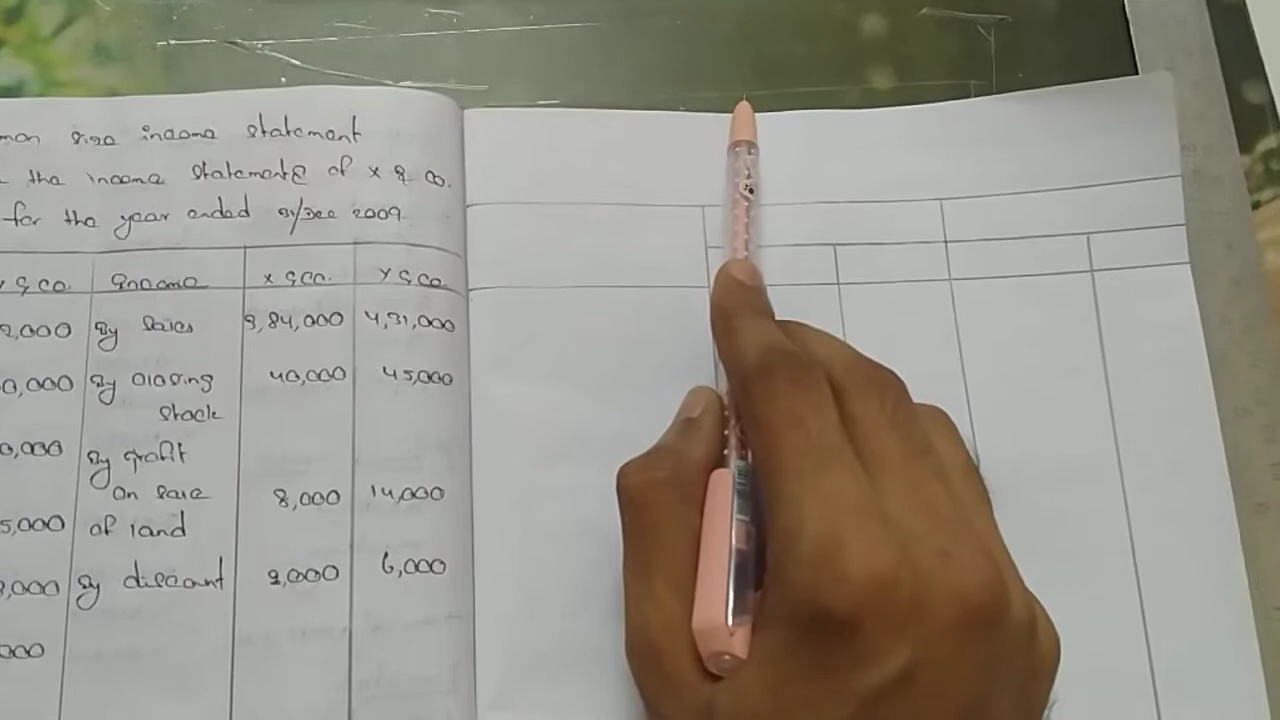 mon size income statement
the income statements of x & co.
for the year ended 31/Dec 2009.
Y & co. Income x & co. Y & co.
2,000 By Sales 3,84,000 4,31,000
0,000 By closing 40,000 45,000
stock
0,000 By profit
on sale 8,000 14,000
5,000 of land
3,000 By discount 2,000 6,000
000